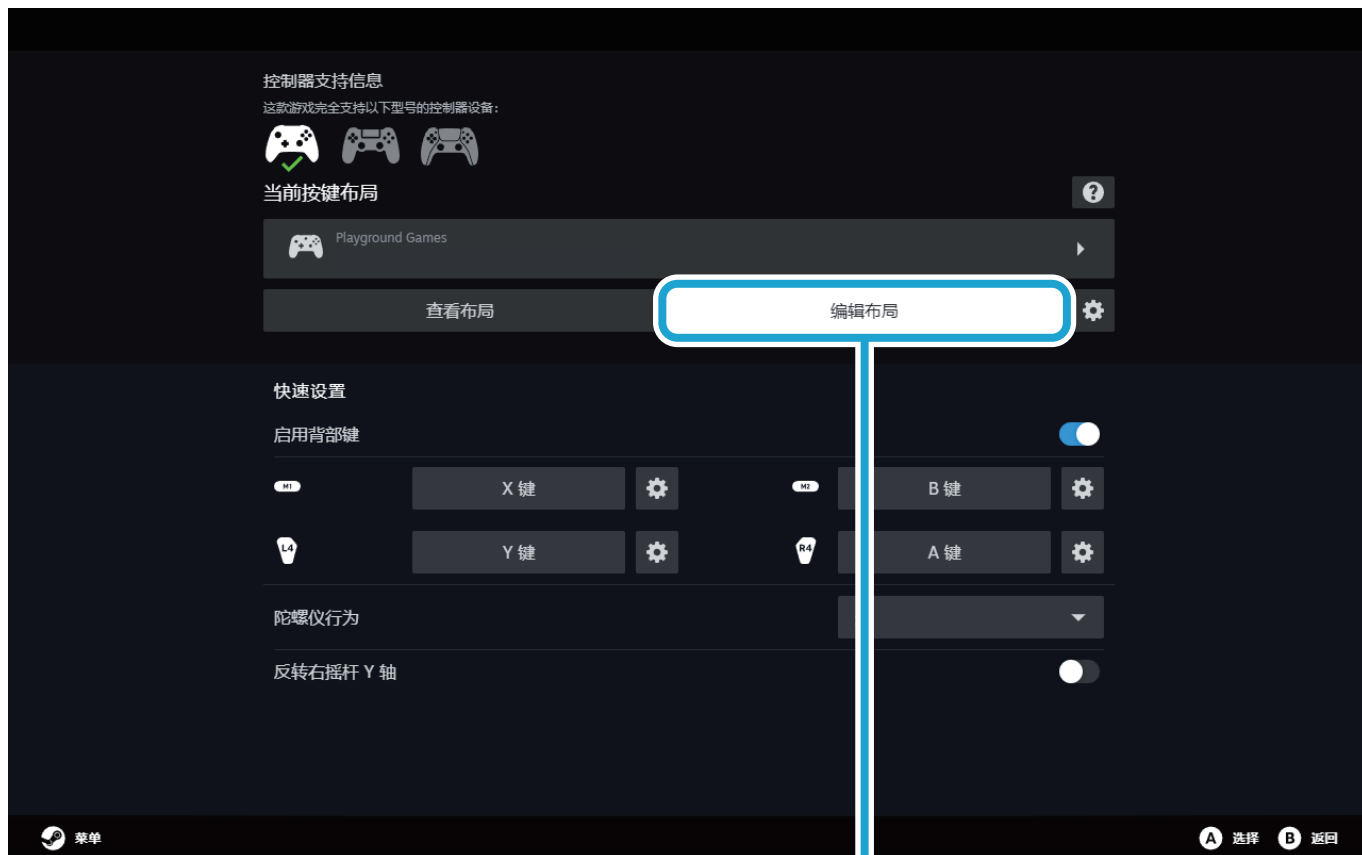 控制器支持信息
这款游戏完全支持以下型号的控制器设备：
当前按键布局
Playground Games
查看布局
编辑布局
快速设置
启用背部键
M1 X 键 M2 B 键
L4 Y 键 R4 A 键
陀螺仪行为
反转右摇杆 Y 轴
菜单 A 选择 B 返回